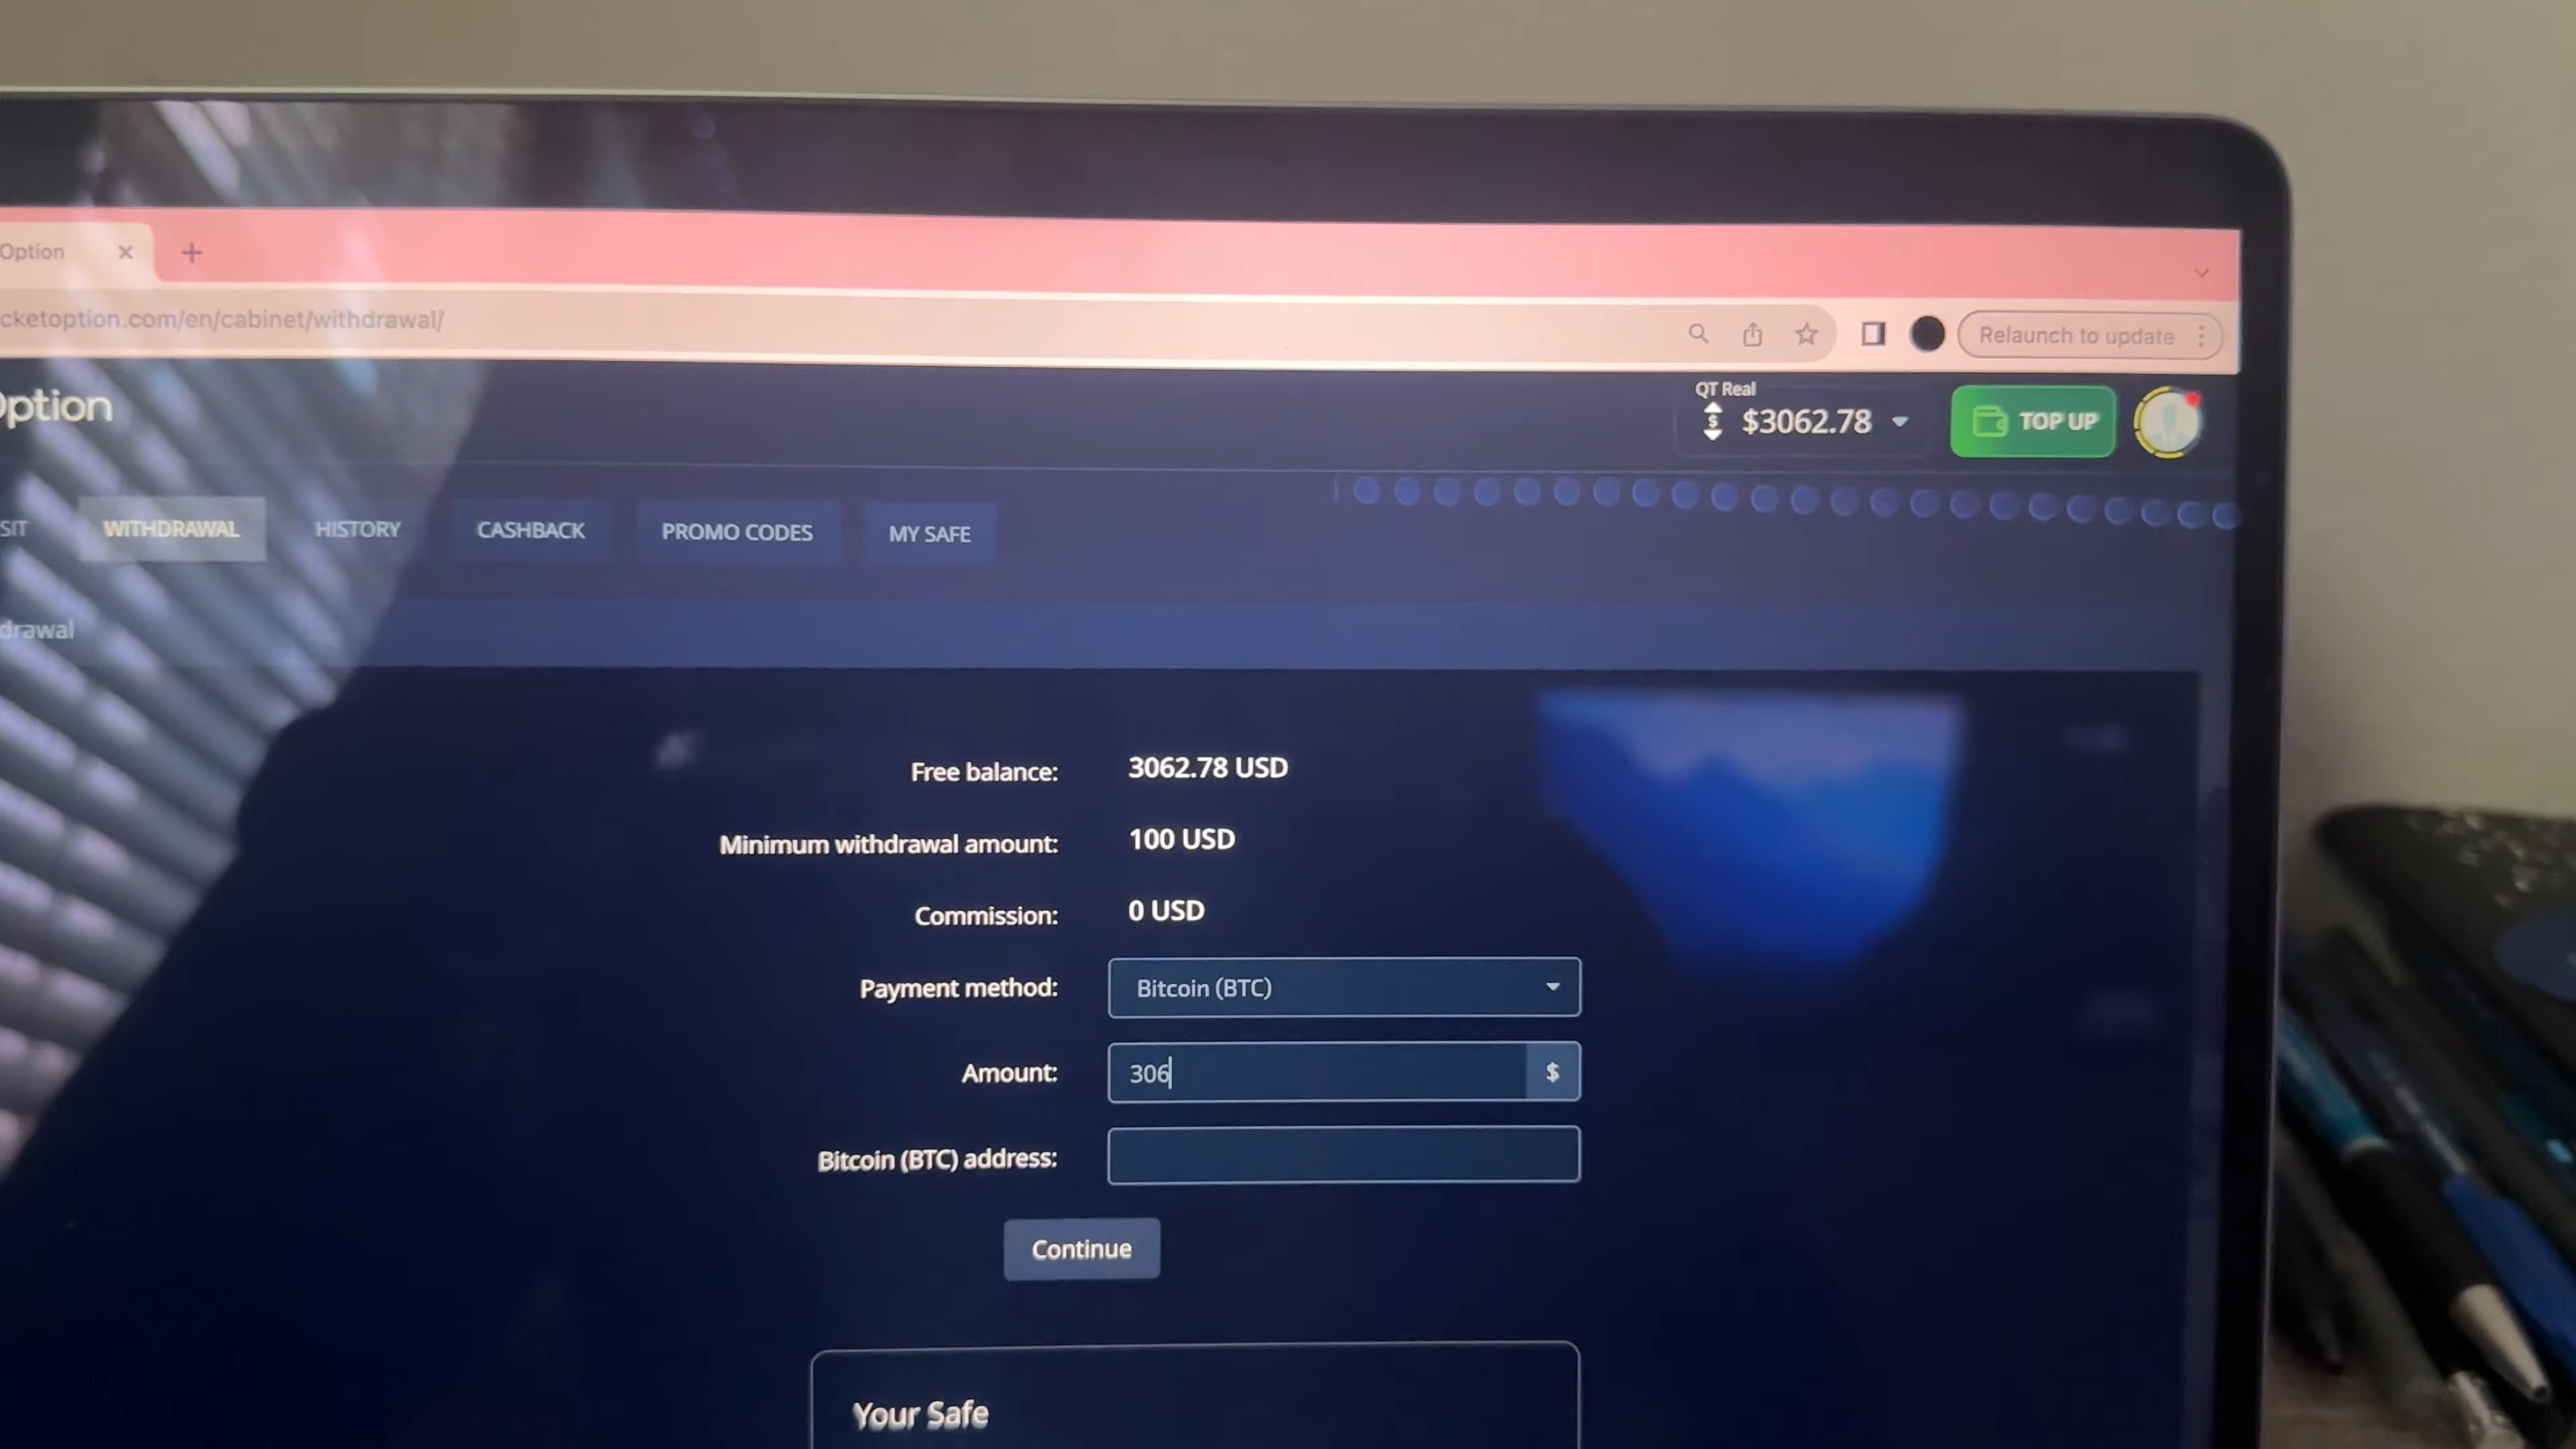 Option
cketoption.com/en/cabinet/withdrawal/
Relaunch to update
Option
QT Real
$3062.78
TOP UP
SIT
WITHDRAWAL
HISTORY
CASHBACK
PROMO CODES
MY SAFE
drawal
Free balance: 3062.78 USD
Minimum withdrawal amount: 100 USD
Commission: 0 USD
Payment method: Bitcoin (BTC)
Amount: 306 $
Bitcoin (BTC) address:
Continue
Your Safe